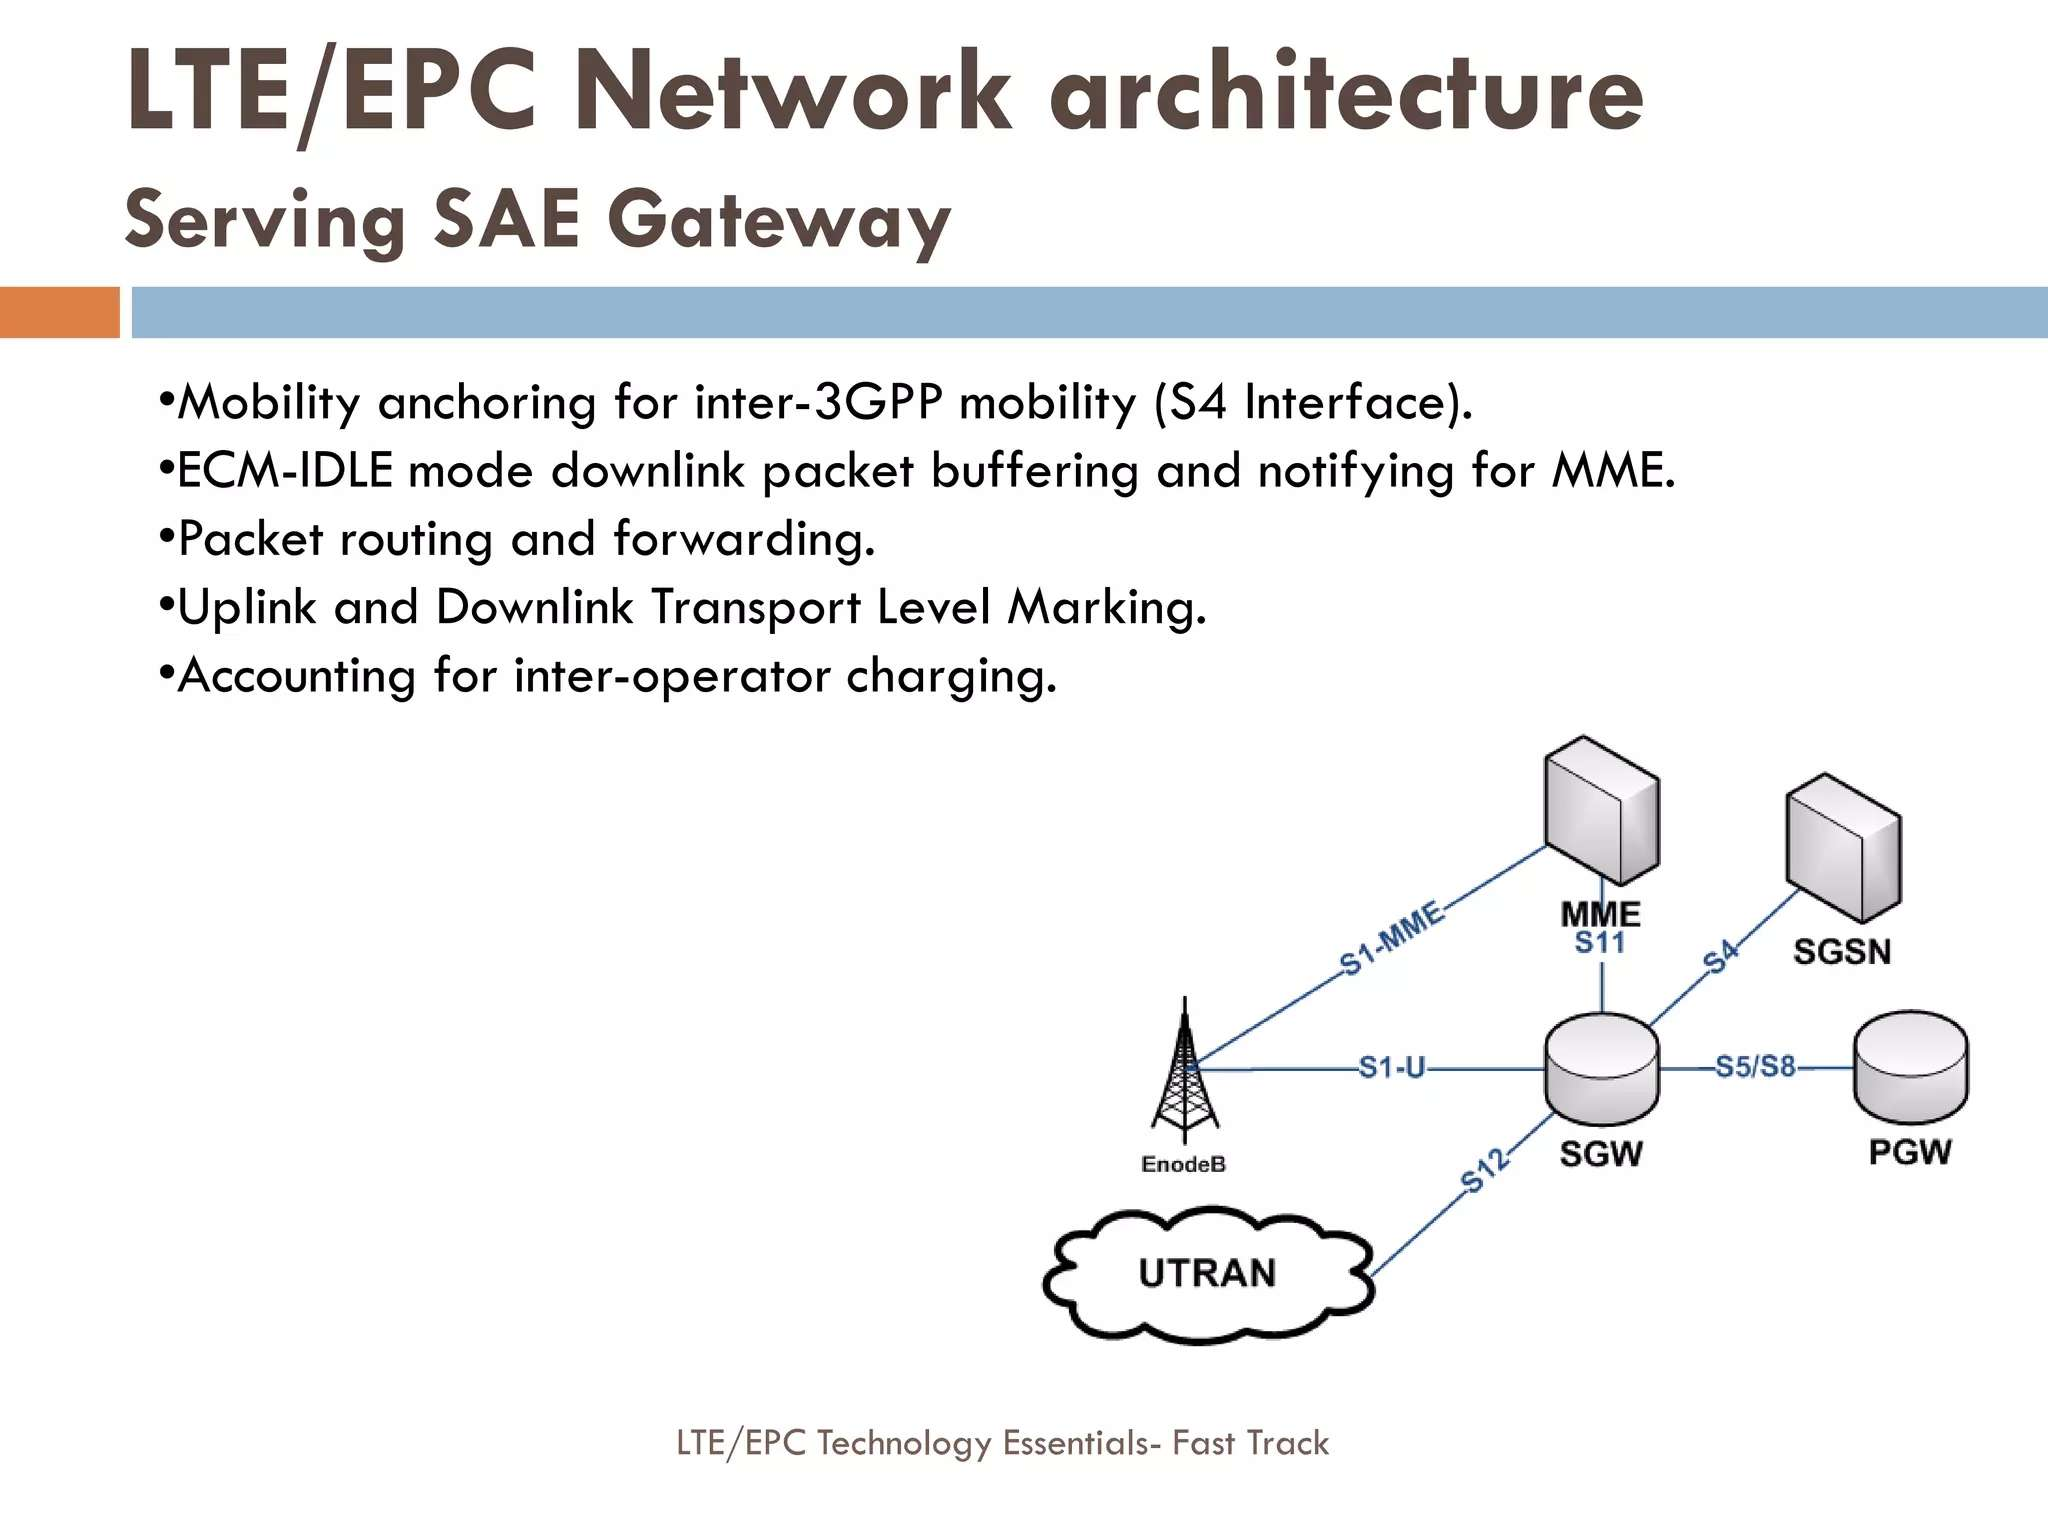 LTE/EPC Network architecture
Serving SAE Gateway
•Mobility anchoring for inter-3GPP mobility (S4 Interface).
•ECM-IDLE mode downlink packet buffering and notifying for MME.
•Packet routing and forwarding.
•Uplink and Downlink Transport Level Marking.
•Accounting for inter-operator charging.
MME
S11
S1-MME
S4
SGSN
S1-U
S5/S8
EnodeB
SGW
PGW
S12
UTRAN
LTE/EPC Technology Essentials- Fast Track